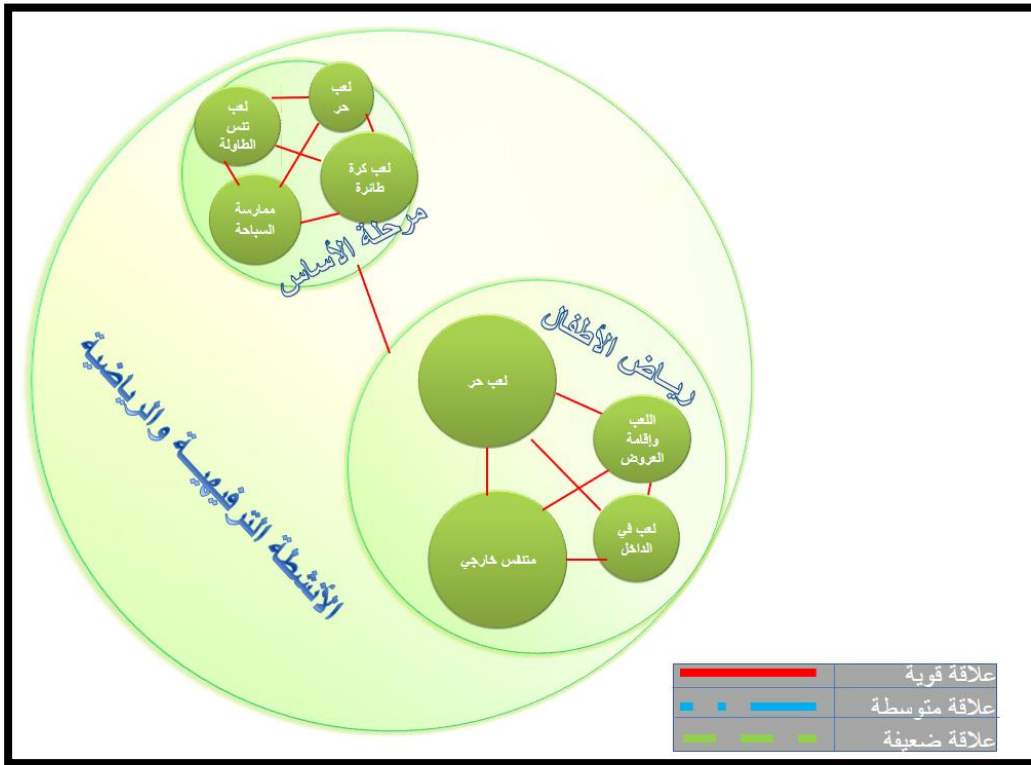 لعب
حر
لعب
تنس
الطاولة
لعب كرة
طائرة
ممارسة
السباحة
مرحلة الأساس
رياض الأطفال
لعب حر
اللعب
وإقامة
العروض
لعب في
الداخل
متنفس خارجي
الأنشطة الترفيهية والرياضية
علاقة قوية
علاقة متوسطة
علاقة ضعيفة